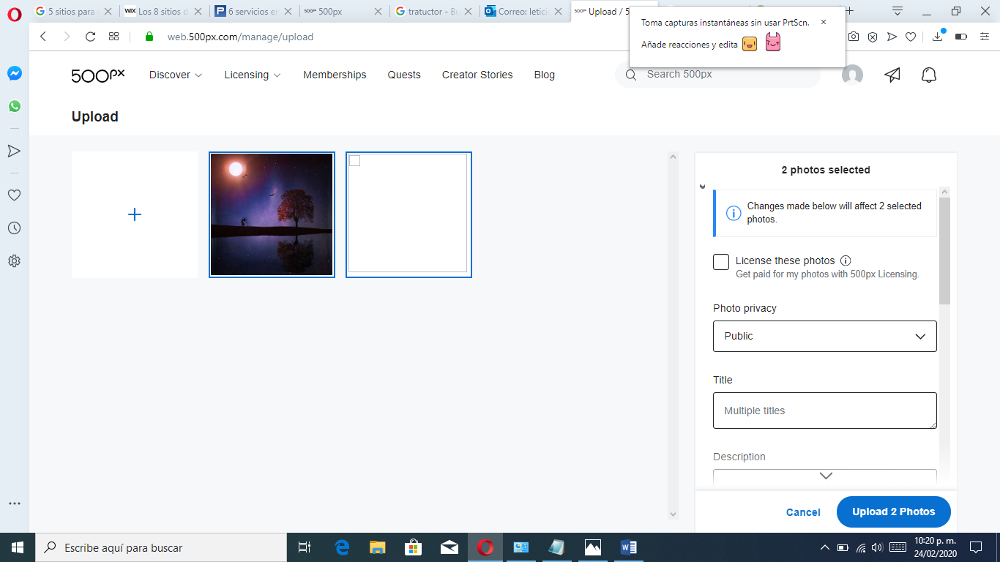 5 sitios para
Los 8 sitios d
6 servicios en
500px
tratuctor - Bu
Correo: letici
Upload / 5
Toma capturas instantáneas sin usar PrtScn.
Añade reacciones y edita
web.500px.com/manage/upload
500px
Discover
Licensing
Memberships
Quests
Creator Stories
Blog
Search 500px
Upload
2 photos selected
Changes made below will affect 2 selected
photos.
License these photos
Get paid for my photos with 500px Licensing.
Photo privacy
Public
Title
Multiple titles
Description
Cancel
Upload 2 Photos
Escribe aquí para buscar
10:20 p. m.
24/02/2020